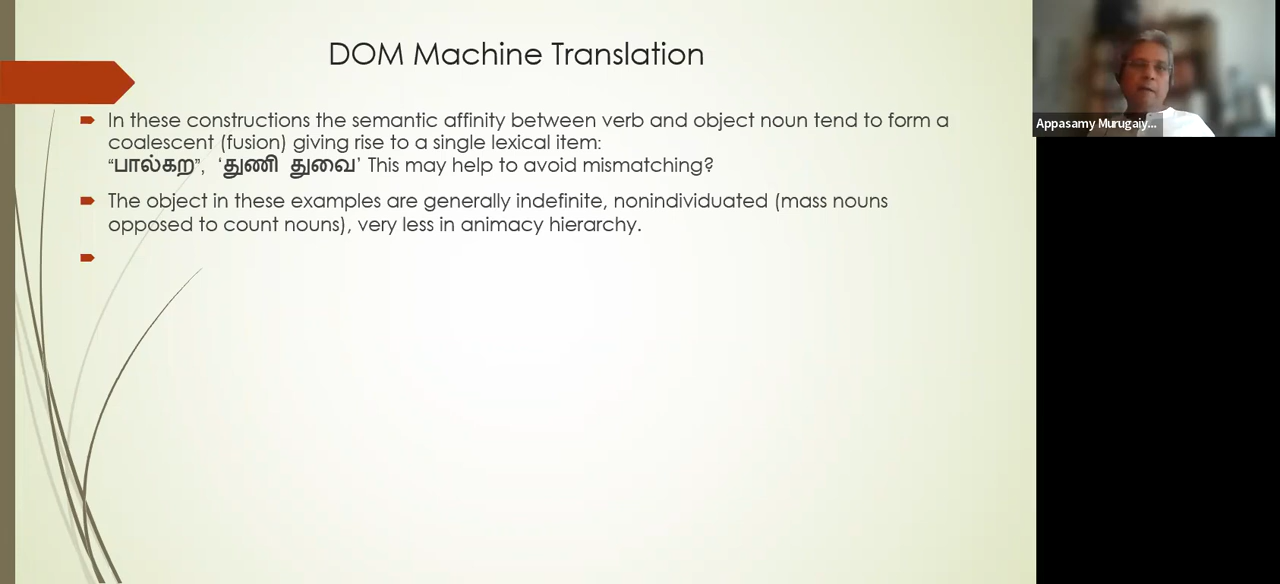 DOM Machine Translation
In these constructions the semantic affinity between verb and object noun tend to form a
coalescent (fusion) giving rise to a single lexical item:
“பால்கற”, ‘துணி துவை’ This may help to avoid mismatching?
The object in these examples are generally indefinite, nonindividuated (mass nouns
opposed to count nouns), very less in animacy hierarchy.
Appasamy Murugaiy...